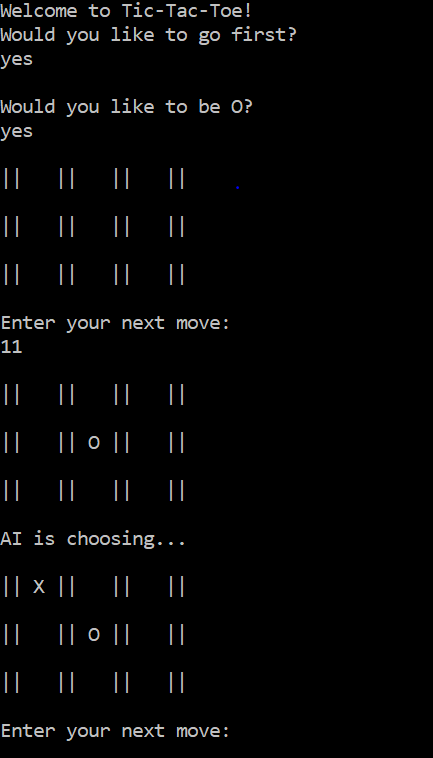 Welcome to Tic-Tac-Toe!
Would you like to go first?
yes
Would you like to be O?
yes
||   ||   ||   ||
||   ||   ||   ||
||   ||   ||   ||
Enter your next move:
11
||   ||   ||   ||
||   || O ||   ||
||   ||   ||   ||
AI is choosing...
|| X ||   ||   ||
||   || O ||   ||
||   ||   ||   ||
Enter your next move: